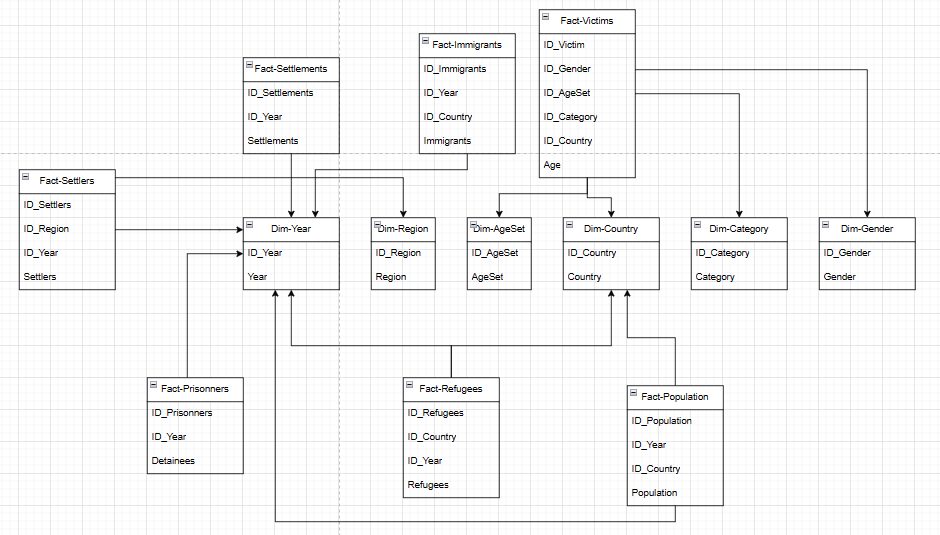 Fact-Victims
ID_Victim
ID_Gender
ID_AgeSet
ID_Category
ID_Country
Age
Fact-Immigrants
ID_Immigrants
ID_Year
ID_Country
Immigrants
Fact-Settlements
ID_Settlements
ID_Year
Settlements
Fact-Settlers
ID_Settlers
ID_Region
ID_Year
Settlers
Dim-Year
ID_Year
Year
Dim-Region
ID_Region
Region
Dim-AgeSet
ID_AgeSet
AgeSet
Dim-Country
ID_Country
Country
Dim-Category
ID_Category
Category
Dim-Gender
ID_Gender
Gender
Fact-Prisonners
ID_Prisonners
ID_Year
Detainees
Fact-Refugees
ID_Refugees
ID_Country
ID_Year
Refugees
Fact-Population
ID_Population
ID_Year
ID_Country
Population